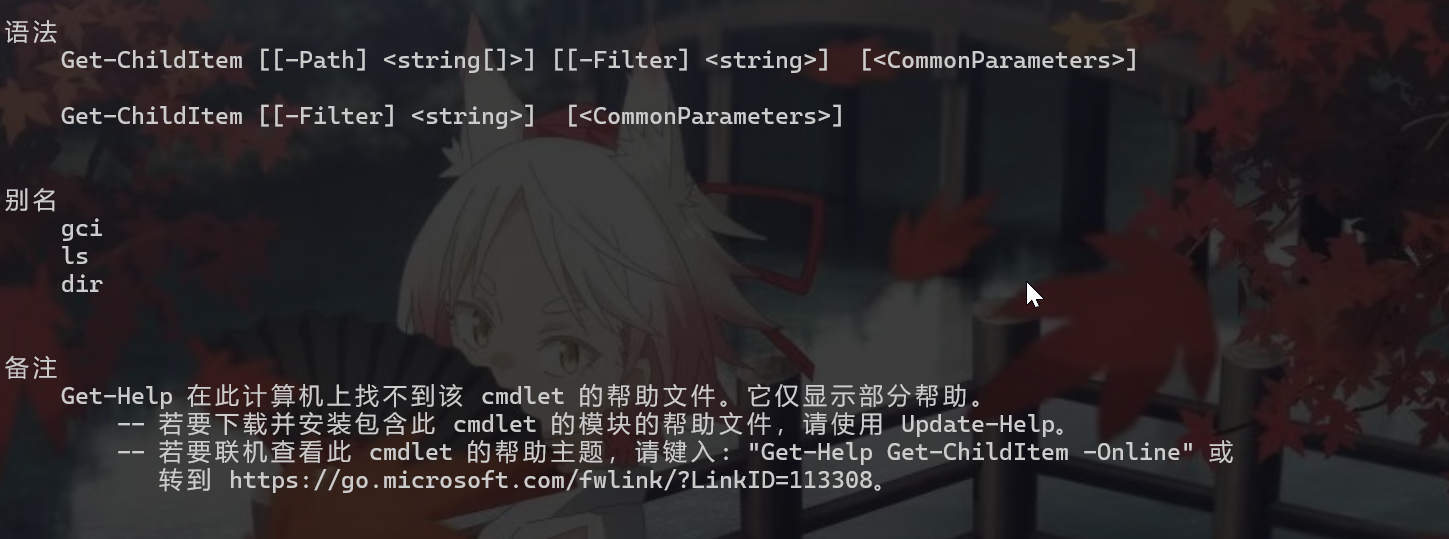 语法
Get-ChildItem [[-Path] <string[]>] [[-Filter] <string>]  [<CommonParameters>]
Get-ChildItem [[-Filter] <string>]  [<CommonParameters>]
别名
gci
ls
dir
备注
Get-Help 在此计算机上找不到该 cmdlet 的帮助文件。它仅显示部分帮助。
-- 若要下载并安装包含此 cmdlet 的模块的帮助文件，请使用 Update-Help。
-- 若要联机查看此 cmdlet 的帮助主题，请键入："Get-Help Get-ChildItem -Online" 或
转到 https://go.microsoft.com/fwlink/?LinkID=113308。